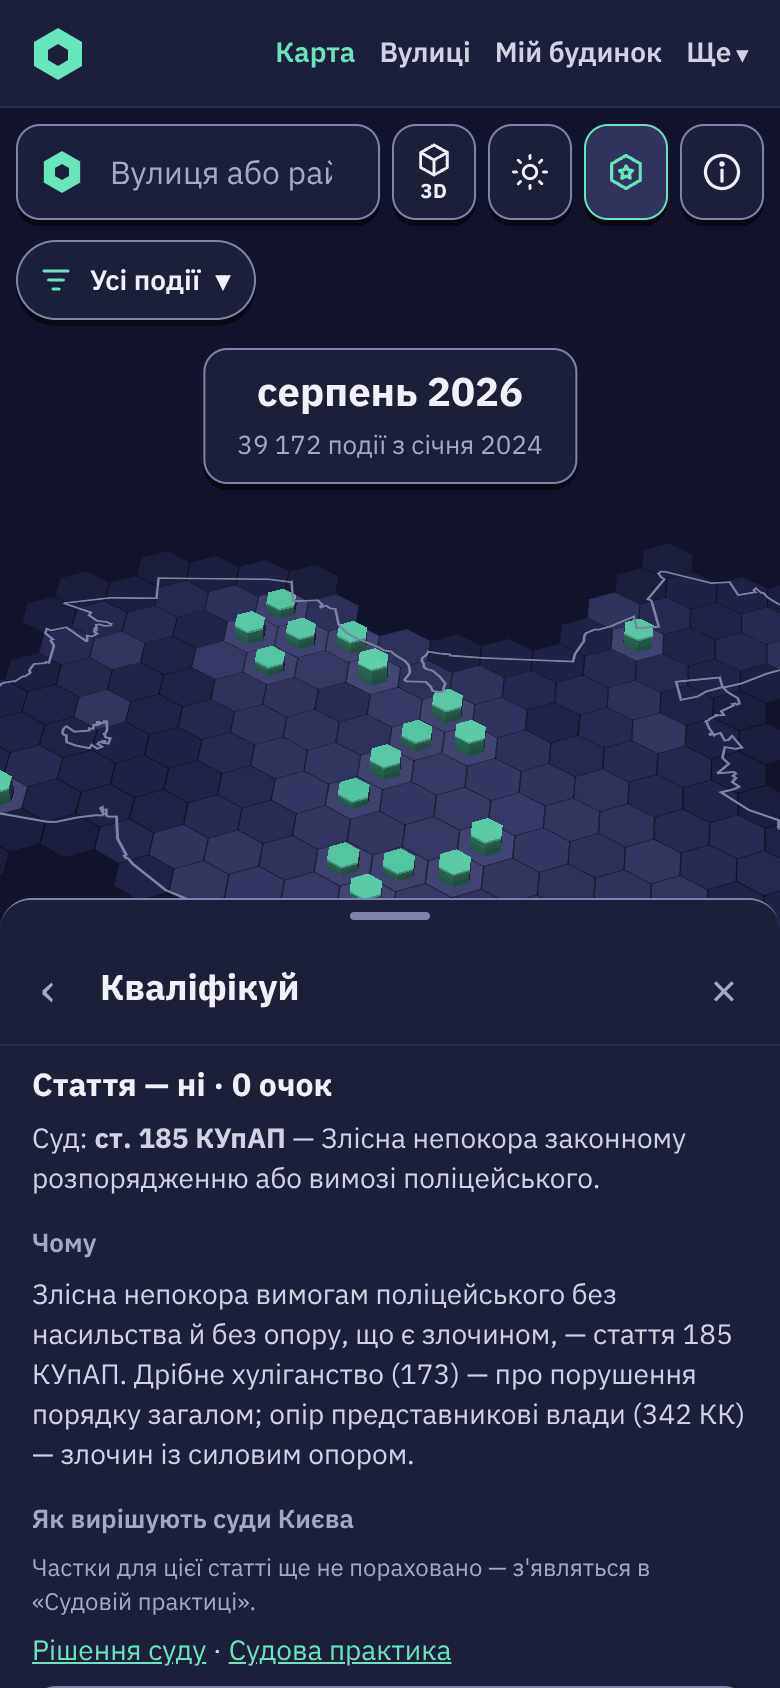 Карта Вулиці Мій будинок Ще ▾
Вулиця або рай
3D
Усі події ▼
серпень 2026
39 172 події з січня 2024
‹ Кваліфікуй ×
Стаття — ні · 0 очок
Суд: ст. 185 КУпАП — Злісна непокора законному
розпорядженню або вимозі поліцейського.
Чому
Злісна непокора вимогам поліцейського без
насильства й без опору, що є злочином, — стаття 185
КУпАП. Дрібне хуліганство (173) — про порушення
порядку загалом; опір представникові влади (342 КК)
— злочин із силовим опором.
Як вирішують суди Києва
Частки для цієї статті ще не пораховано — з'являться в
«Судовій практиці».
Рішення суду · Судова практика